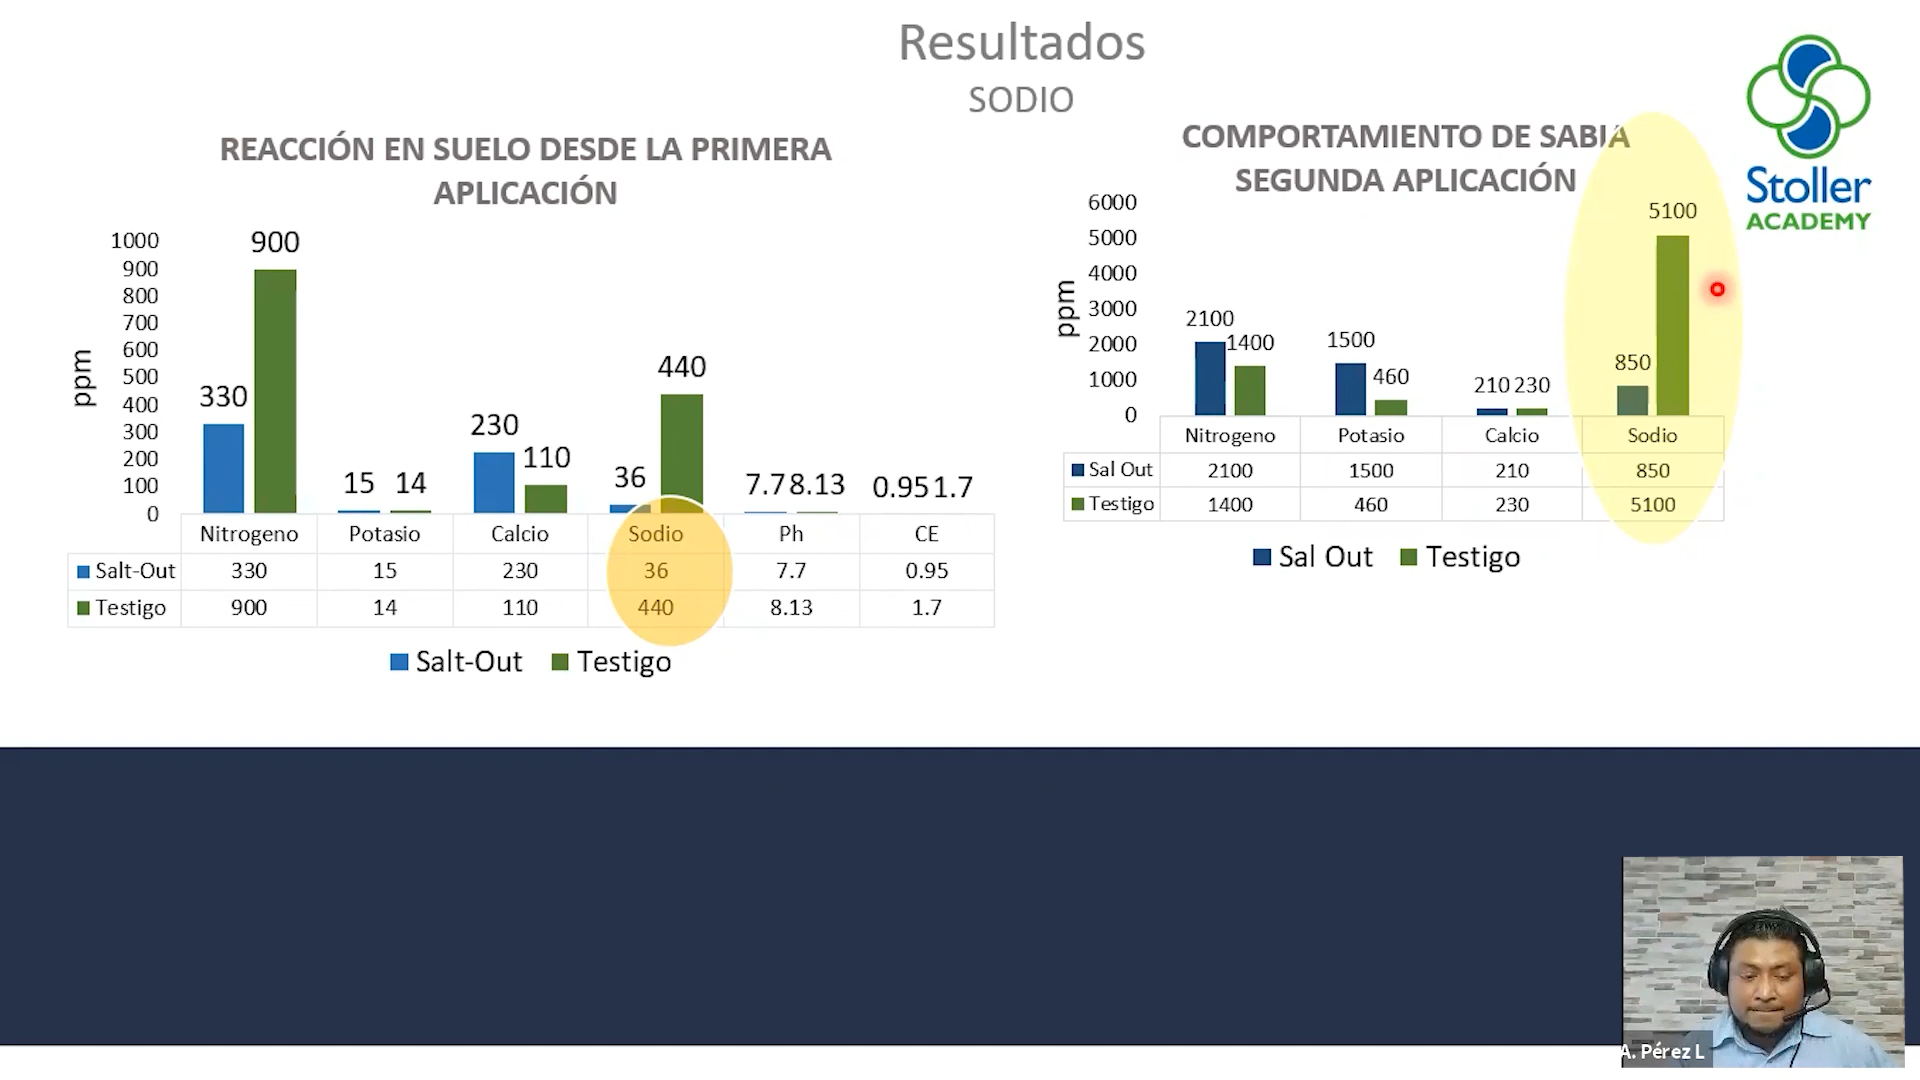 Resultados
SODIO
Stoller
ACADEMY
REACCIÓN EN SUELO DESDE LA PRIMERA
APLICACIÓN
ppm
1000
900
800
700
600
500
400
300
200
100
0
330
900
15
14
230
110
36
440
7.7
8.13
0.95
1.7
Nitrogeno Potasio Calcio Sodio Ph CE
Salt-Out 330 15 230 36 7.7 0.95
Testigo 900 14 110 440 8.13 1.7
Salt-Out Testigo
COMPORTAMIENTO DE SABIA
SEGUNDA APLICACIÓN
ppm
6000
5000
4000
3000
2000
1000
0
2100
1400
1500
460
210
230
850
5100
Nitrogeno Potasio Calcio Sodio
Sal Out 2100 1500 210 850
Testigo 1400 460 230 5100
Sal Out Testigo
A. Pérez L